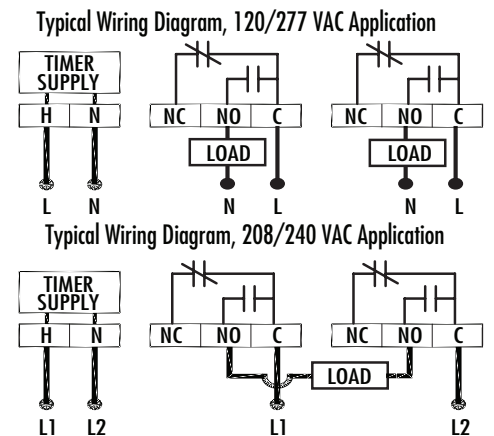 Typical Wiring Diagram, 120/277 VAC Application
TIMER
SUPPLY
H N
NC NO C
NC NO C
LOAD
LOAD
L N
N L
N L
Typical Wiring Diagram, 208/240 VAC Application
TIMER
SUPPLY
H N
NC NO C
NC NO C
LOAD
L1 L2
L1
L2